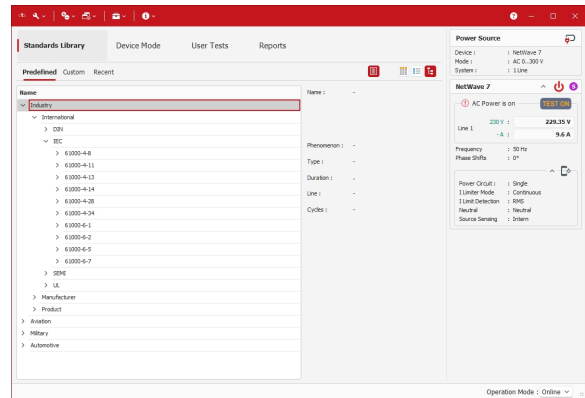 Standards Library
Device Mode
User Tests
Reports
Predefined Custom Recent
Name
Industry
International
DIN
IEC
61000-4-8
61000-4-11
61000-4-13
61000-4-14
61000-4-28
61000-4-34
61000-6-1
61000-6-2
61000-6-5
61000-6-7
SEMI
UL
Manufacturer
Product
Aviation
Military
Automotive
Name : -
Phenomenon : -
Type : -
Duration : -
Line : -
Cycles : -
Power Source
Device : : NetWave 7
Mode : : AC 0...300 V
System : : 1Line
NetWave 7
AC Power is on TEST ON
230 V : 229.35 V
Line 1
- A : 9.6 A
Frequency : 50 Hz
Phase Shifts : 0°
Power Circuit : Single
I Limiter Mode : Continuous
I Limit Detection : RMS
Neutral : Neutral
Source Sensing : Intern
Operation Mode : Online